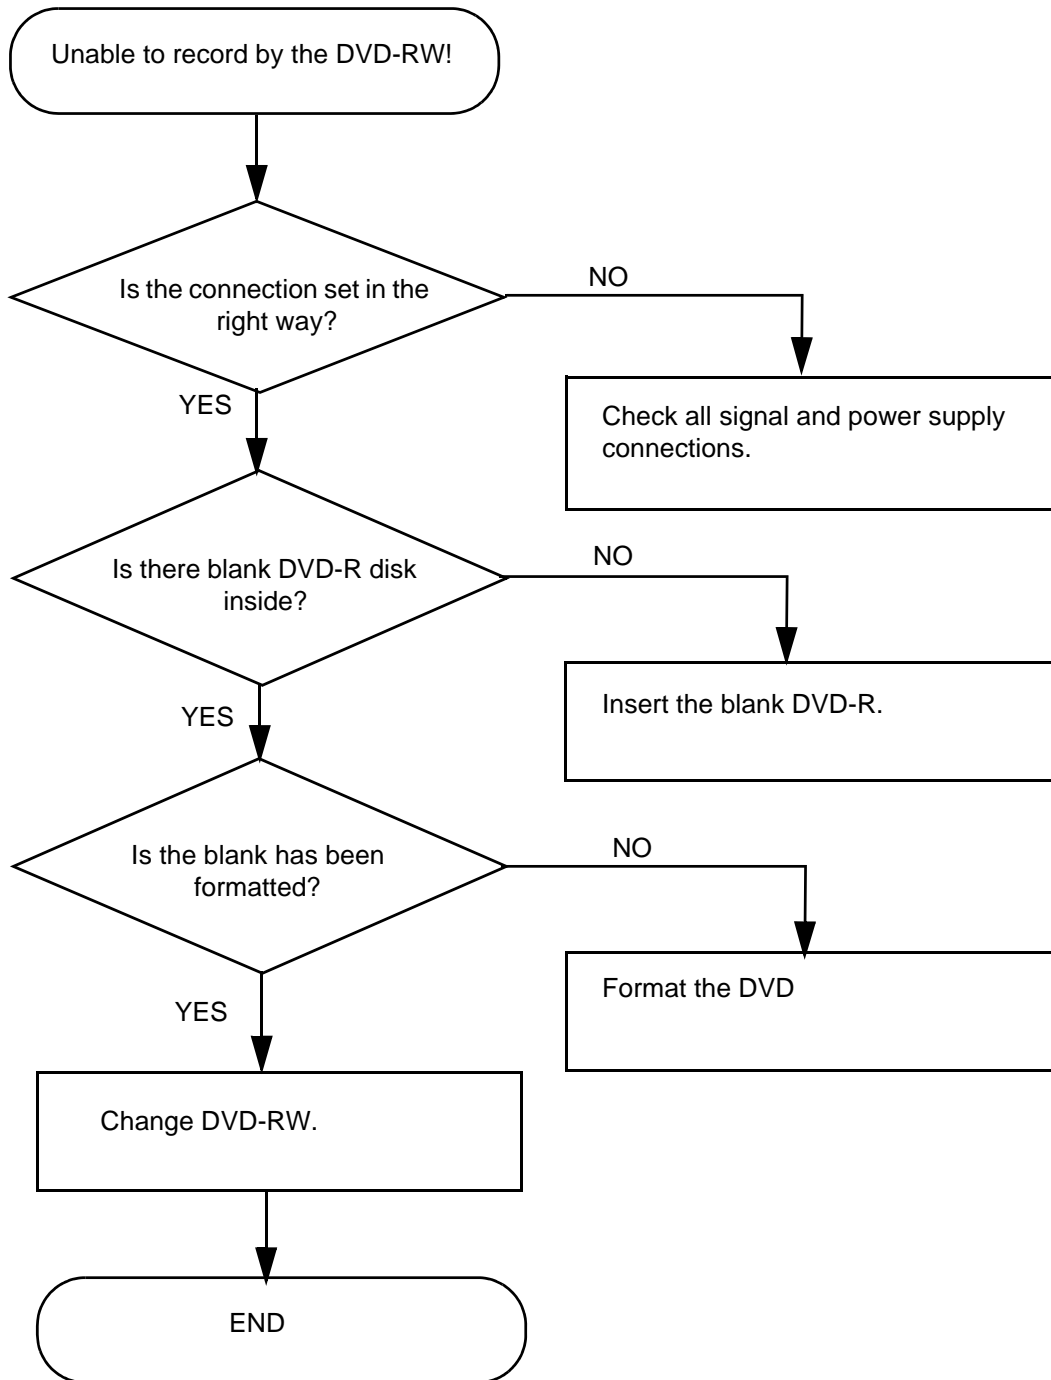 Unable to record by the DVD-RW!
Is the connection set in the
right way?
NO
YES
Check all signal and power supply
connections.
Is there blank DVD-R disk
inside?
NO
YES
Insert the blank DVD-R.
Is the blank has been
formatted?
NO
YES
Format the DVD
Change DVD-RW.
END